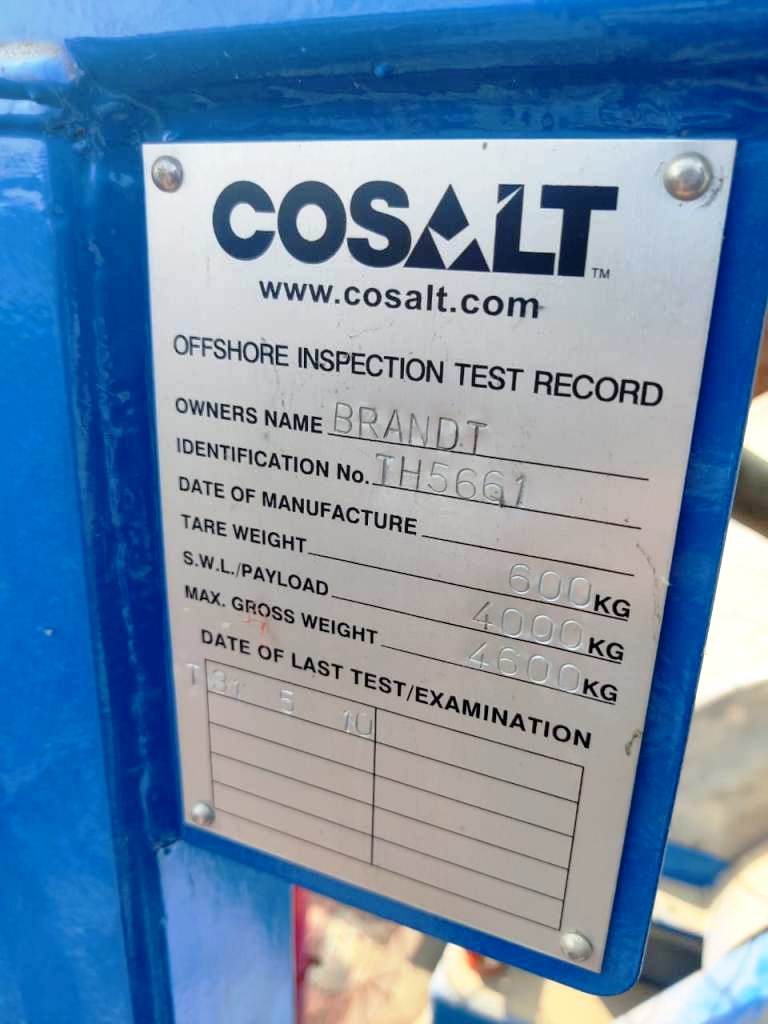 COSALT™
www.cosalt.com
OFFSHORE INSPECTION TEST RECORD
OWNERS NAME BRANDT
IDENTIFICATION No. TH5661
DATE OF MANUFACTURE
TARE WEIGHT 600 KG
S.W.L./PAYLOAD 4000 KG
MAX. GROSS WEIGHT 4600 KG
DATE OF LAST TEST/EXAMINATION
T 31 5 10